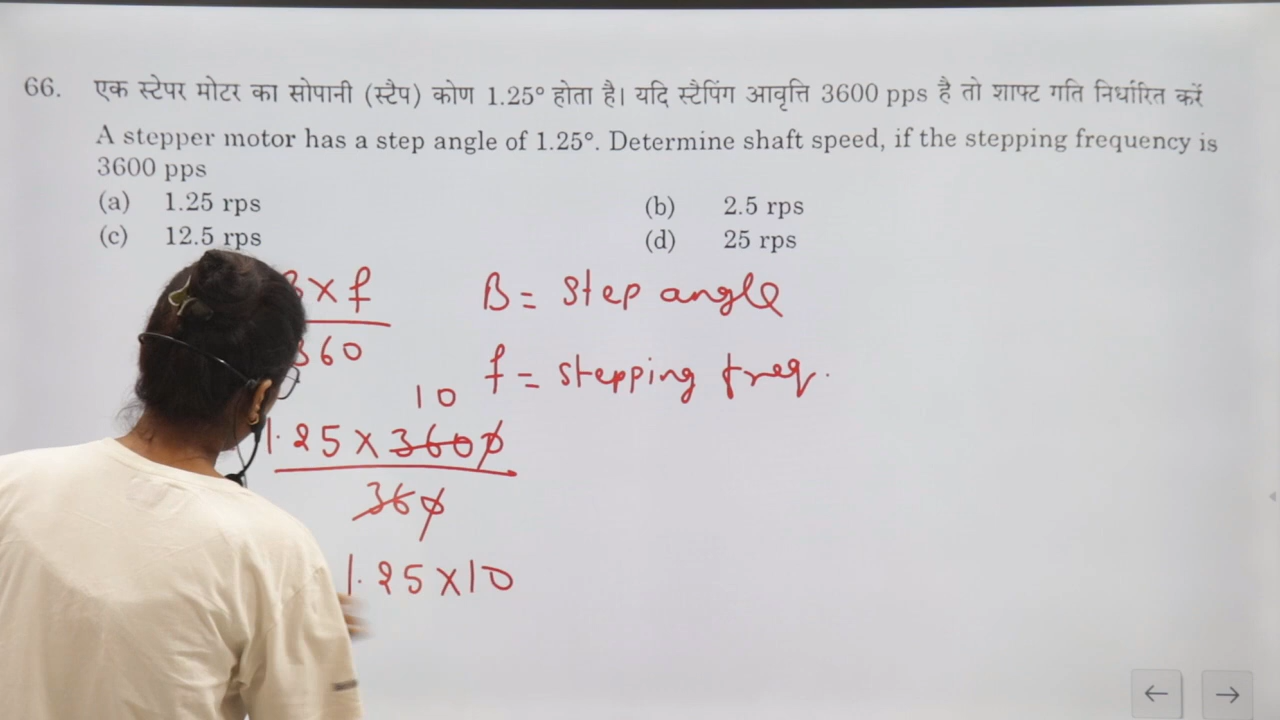 66. एक स्टेपर मोटर का सोपानी (स्टैप) कोण 1.25° होता है। यदि स्टैपिंग आवृत्ति 3600 pps है तो शाफ्ट गति निर्धारित करें
A stepper motor has a step angle of 1.25°. Determine shaft speed, if the stepping frequency is
3600 pps
(a) 1.25 rps (b) 2.5 rps
(c) 12.5 rps (d) 25 rps
β × f β = Step angle
360 f = stepping freq.
10
1.25 × 3600
360
1.25 × 10
← →